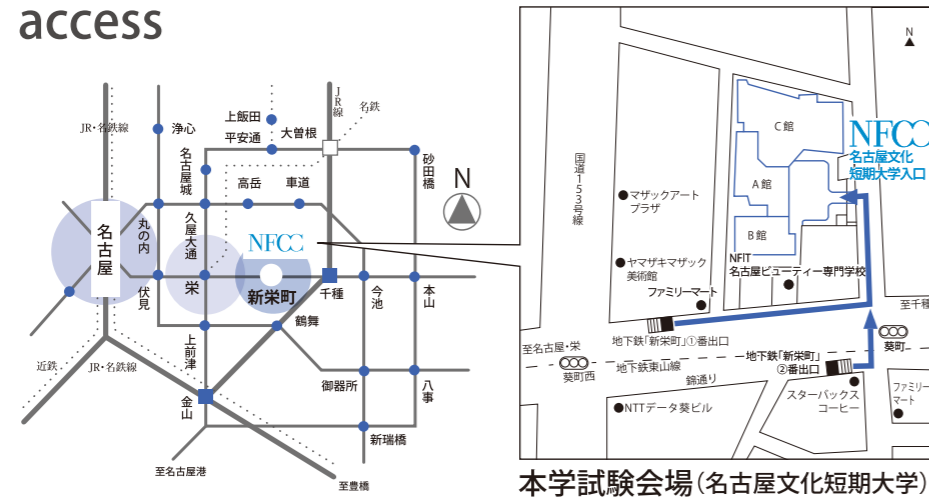 access
JR・名鉄線
浄心
上飯田
平安通
大曽根
JR線
名鉄
砂田橋
名古屋城
高岳
車道
N
名古屋
丸の内
久屋大通
NFCC
伏見
栄
新栄町
千種
今池
本山
鶴舞
近鉄
JR・名鉄線
上前津
御器所
八事
金山
新瑞橋
至名古屋港
至豊橋
N
C館
NFCC
名古屋文化
短期大学入口
国道153号線
A館
マザックアート
プラザ
B館
ヤマザキマザック
美術館
NFIT
名古屋ビューティー専門学校
ファミリーマート
至千種
地下鉄「新栄町」①番出口
至名古屋・栄
葵町西
地下鉄東山線
地下鉄「新栄町」
②番出口
葵町
錦通り
スターバックス
コーヒー
ファミリー
マート
NTTデータ葵ビル
本学試験会場(名古屋文化短期大学)